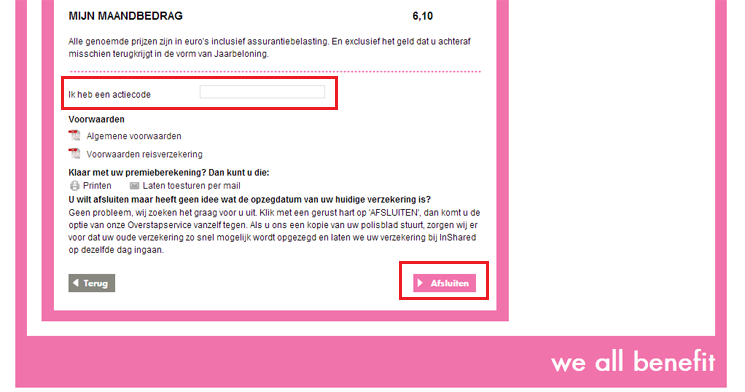 MIJN MAANDBEDRAG 6,10
Alle genoemde prijzen zijn in euro's inclusief assurantiebelasting. En exclusief het geld dat u achteraf
misschien terugkrijgt in de vorm van Jaarbeloning.
Ik heb een actiecode
Voorwaarden
Algemene voorwaarden
Voorwaarden reisverzekering
Klaar met uw premieberekening? Dan kunt u die:
Printen Laten toesturen per mail
U wilt afsluiten maar heeft geen idee wat de opzegdatum van uw huidige verzekering is?
Geen probleem, wij zoeken het graag voor u uit. Klik met een gerust hart op 'AFSLUITEN', dan komt u de
optie van onze Overstapservice vanzelf tegen. Als u ons een kopie van uw polisblad stuurt, zorgen wij er
voor dat uw oude verzekering zo snel mogelijk wordt opgezegd en laten we uw verzekering bij InShared
op dezelfde dag ingaan.
Terug Afsluiten
we all benefit